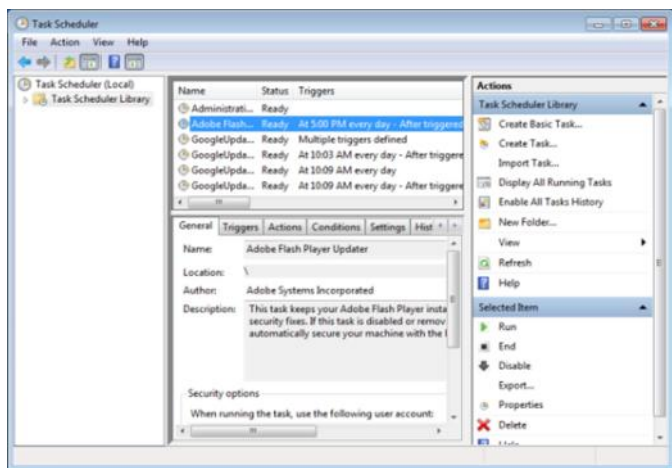 Task Scheduler
File Action View Help
Task Scheduler (Local)
Task Scheduler Library
Name Status Triggers
Administrati... Ready
Adobe Flash... Ready At 5:00 PM every day - After triggered
GoogleUpda... Ready Multiple triggers defined
GoogleUpda... Ready At 10:03 AM every day - After triggere
GoogleUpda... Ready At 10:09 AM every day
GoogleUpda... Ready At 10:09 AM every day - After triggere
General Triggers Actions Conditions Settings Hist
Name: Adobe Flash Player Updater
Location: \
Author: Adobe Systems Incorporated
Description: This task keeps your Adobe Flash Player insta
security fixes. If this task is disabled or remov
automatically secure your machine with the
Security options
When running the task, use the following user account:
Actions
Task Scheduler Library
Create Basic Task...
Create Task...
Import Task...
Display All Running Tasks
Enable All Tasks History
New Folder...
View
Refresh
Help
Selected Item
Run
End
Disable
Export...
Properties
Delete
Help